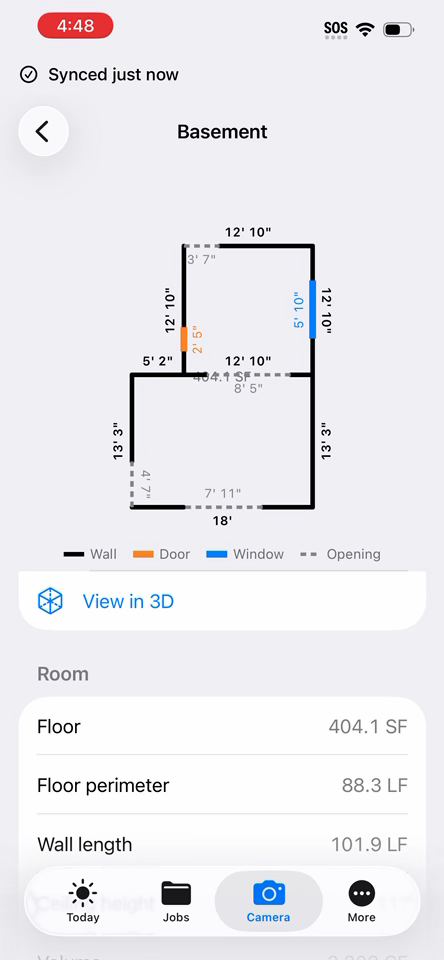 4:48
SOS
Synced just now
Basement
12' 10"
3' 7"
12' 10"
5' 10"
12' 10"
2' 5"
5' 2"
12' 10"
404.1 SF
8' 5"
13' 3"
13' 3"
4' 7"
7' 11"
18'
Wall
Door
Window
Opening
View in 3D
Room
Floor
404.1 SF
Floor perimeter
88.3 LF
Wall length
101.9 LF
Today
Jobs
Camera
More